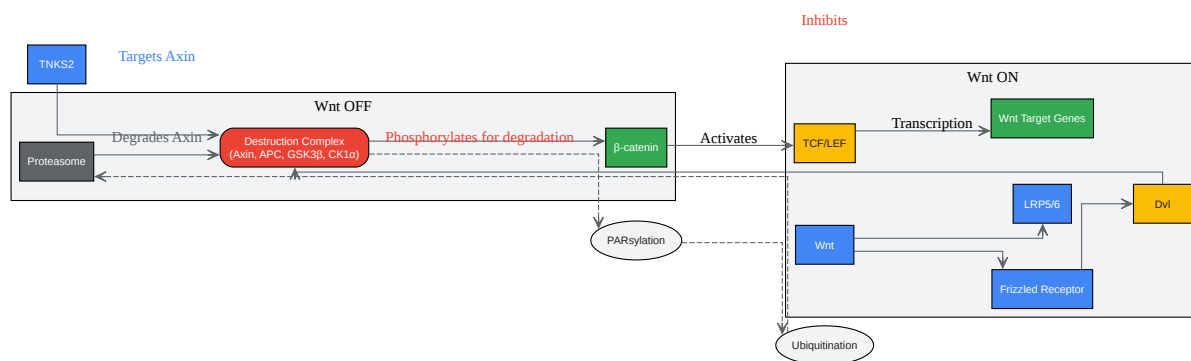 Inhibits
Targets Axin
TNKS2
Wnt OFF
Wnt ON
Degrades Axin
Destruction Complex
(Axin, APC, GSK3β, CK1α)
Phosphorylates for degradation
β-catenin
Activates
TCF/LEF
Transcription
Wnt Target Genes
Proteasome
LRP5/6
Dvl
PARsylation
Wnt
Frizzled Receptor
Ubiquitination